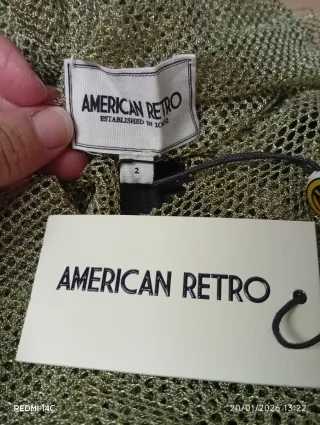 AMERICAN RETRO
ESTABLISHED IN 2002
2
AMERICAN RETRO
REDMI 14C
20/01/2026 13:22